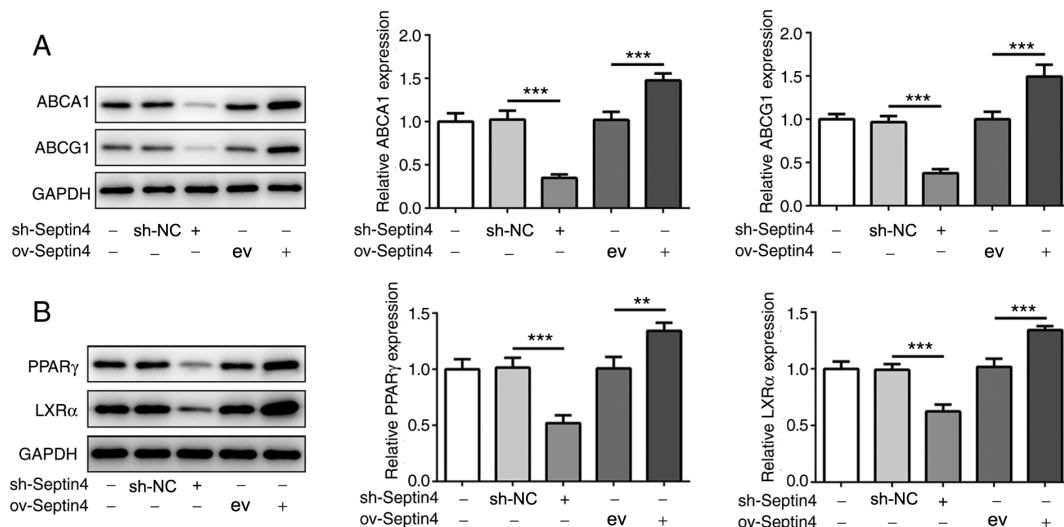 A
ABCA1
ABCG1
GAPDH
sh-Septin4 – sh-NC + – –
ov-Septin4 – – – ev +
Relative ABCA1 expression
2.0
1.5
1.0
0.5
0.0
*** ***
sh-Septin4 – sh-NC + – –
ov-Septin4 – – – ev +
Relative ABCG1 expression
2.0
1.5
1.0
0.5
0.0
*** ***
sh-Septin4 – sh-NC + – –
ov-Septin4 – – – ev +
B
PPARγ
LXRα
GAPDH
sh-Septin4 – sh-NC + – –
ov-Septin4 – – – ev +
Relative PPARγ expression
1.5
1.0
0.5
0.0
*** **
sh-Septin4 – sh-NC + – –
ov-Septin4 – – – ev +
Relative LXRα expression
1.5
1.0
0.5
0.0
*** ***
sh-Septin4 – sh-NC + – –
ov-Septin4 – – – ev +